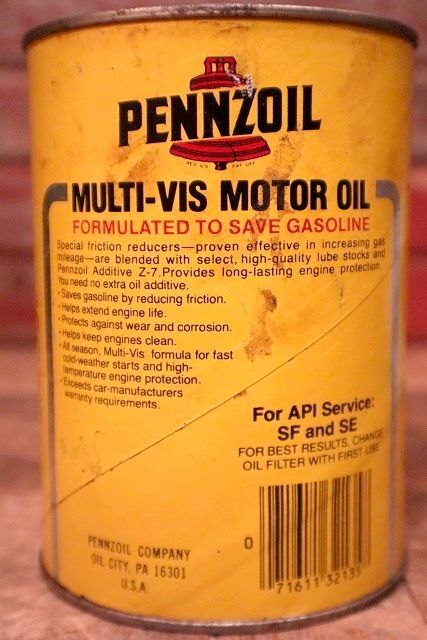 PENNZOIL
REG US PAT OFF
MULTI-VIS MOTOR OIL
FORMULATED TO SAVE GASOLINE
Special friction reducers—proven effective in increasing gas
mileage—are blended with select, high-quality lube stocks and
Pennzoil Additive Z-7. Provides long-lasting engine protection.
You need no extra oil additive.
• Saves gasoline by reducing friction.
• Helps extend engine life.
• Protects against wear and corrosion.
• Helps keep engines clean.
• All season, Multi-Vis formula for fast
cold-weather starts and high-
temperature engine protection.
• Exceeds car-manufacturers
warranty requirements.
For API Service:
SF and SE
FOR BEST RESULTS, CHANGE
OIL FILTER WITH FIRST USE
PENNZOIL COMPANY
OIL CITY, PA 16301
U.S.A.
0
71611 32135